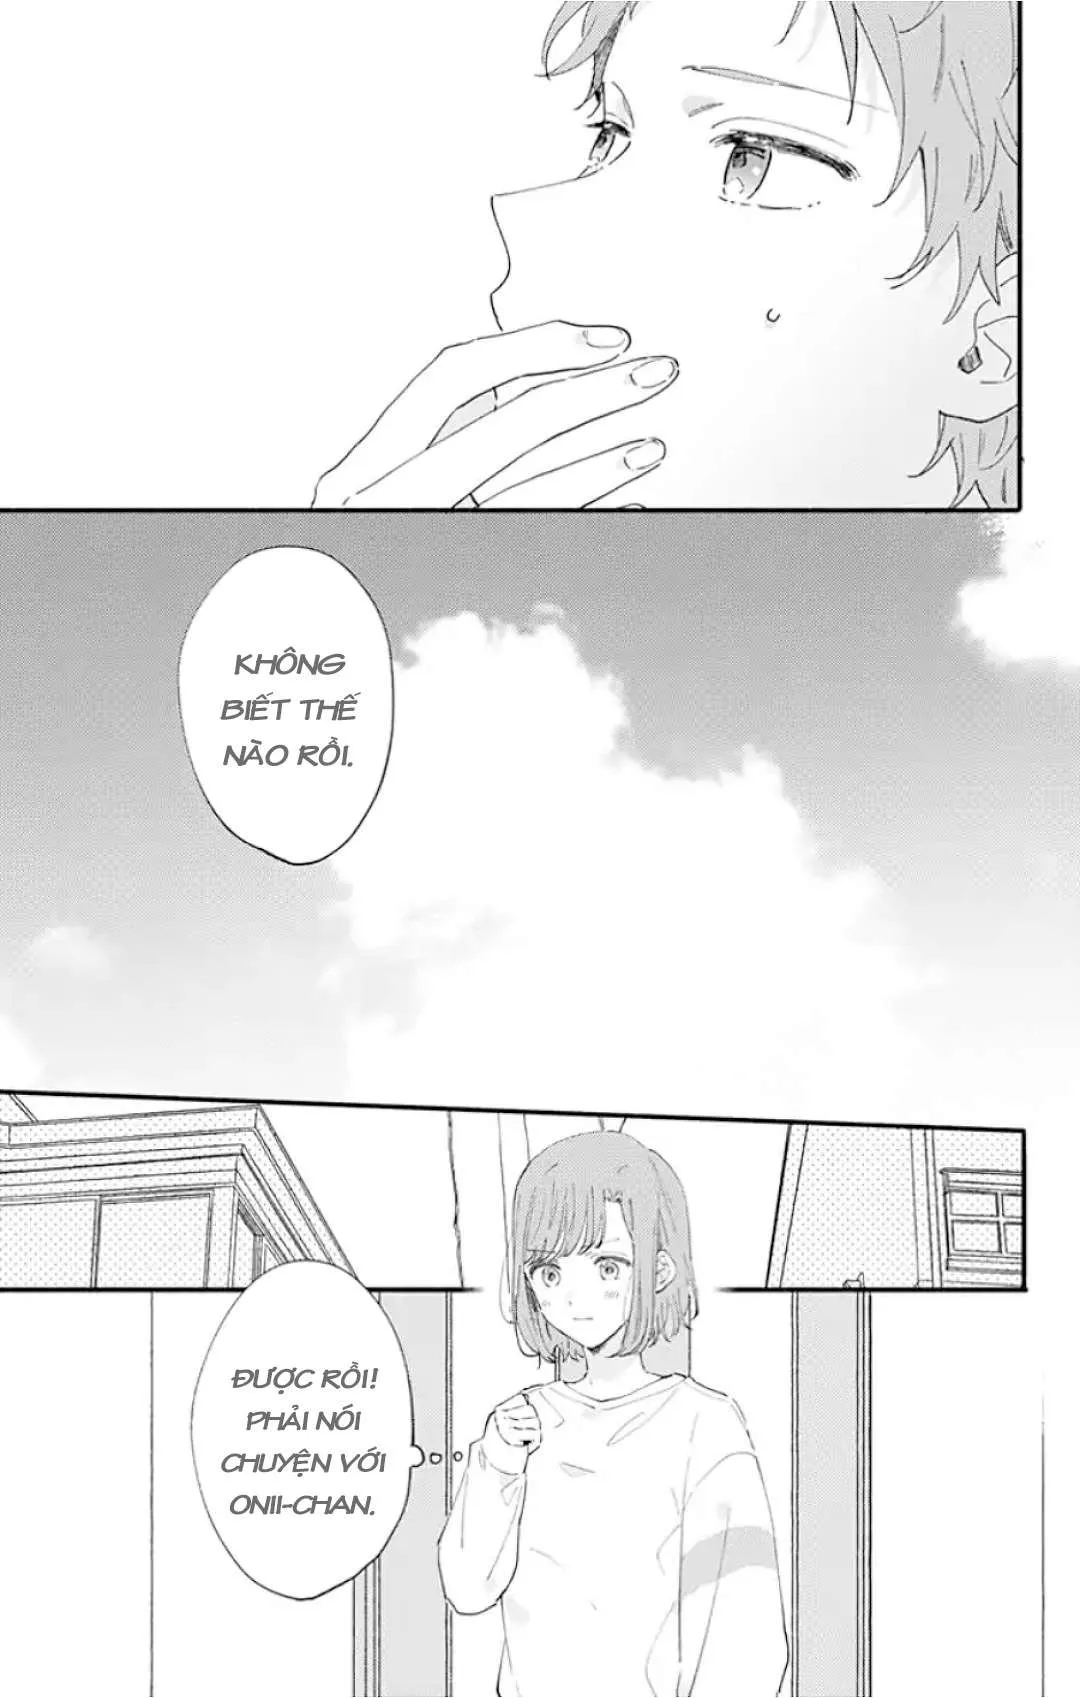 KHÔNG
BIẾT THẾ
NÀO RỒI.
ĐƯỢC RỒI!
PHẢI NÓI
CHUYỆN VỚI
ONII-CHAN.